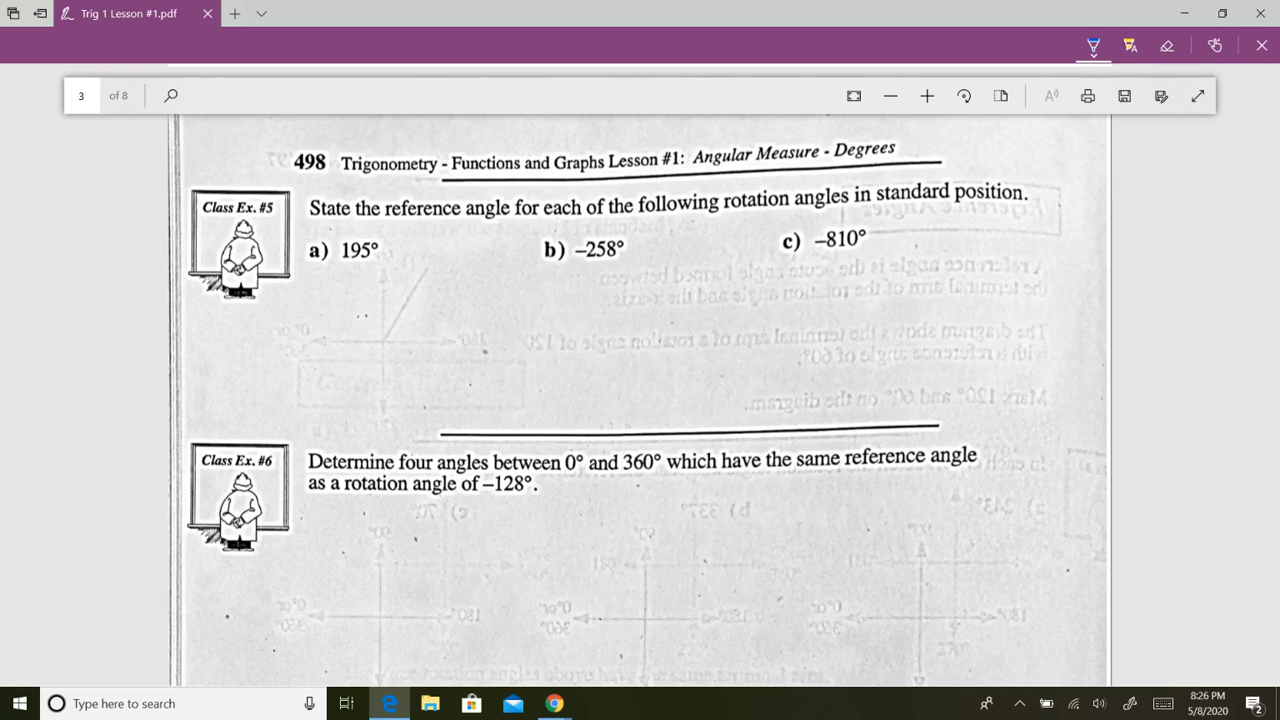 Trig 1 Lesson #1.pdf
3 of 8
498 Trigonometry - Functions and Graphs Lesson #1: Angular Measure - Degrees
Class Ex. #5
State the reference angle for each of the following rotation angles in standard position.
a) 195° b) –258° c) –810°
Class Ex. #6
Determine four angles between 0° and 360° which have the same reference angle
as a rotation angle of –128°.
Type here to search
8:26 PM
5/8/2020
2